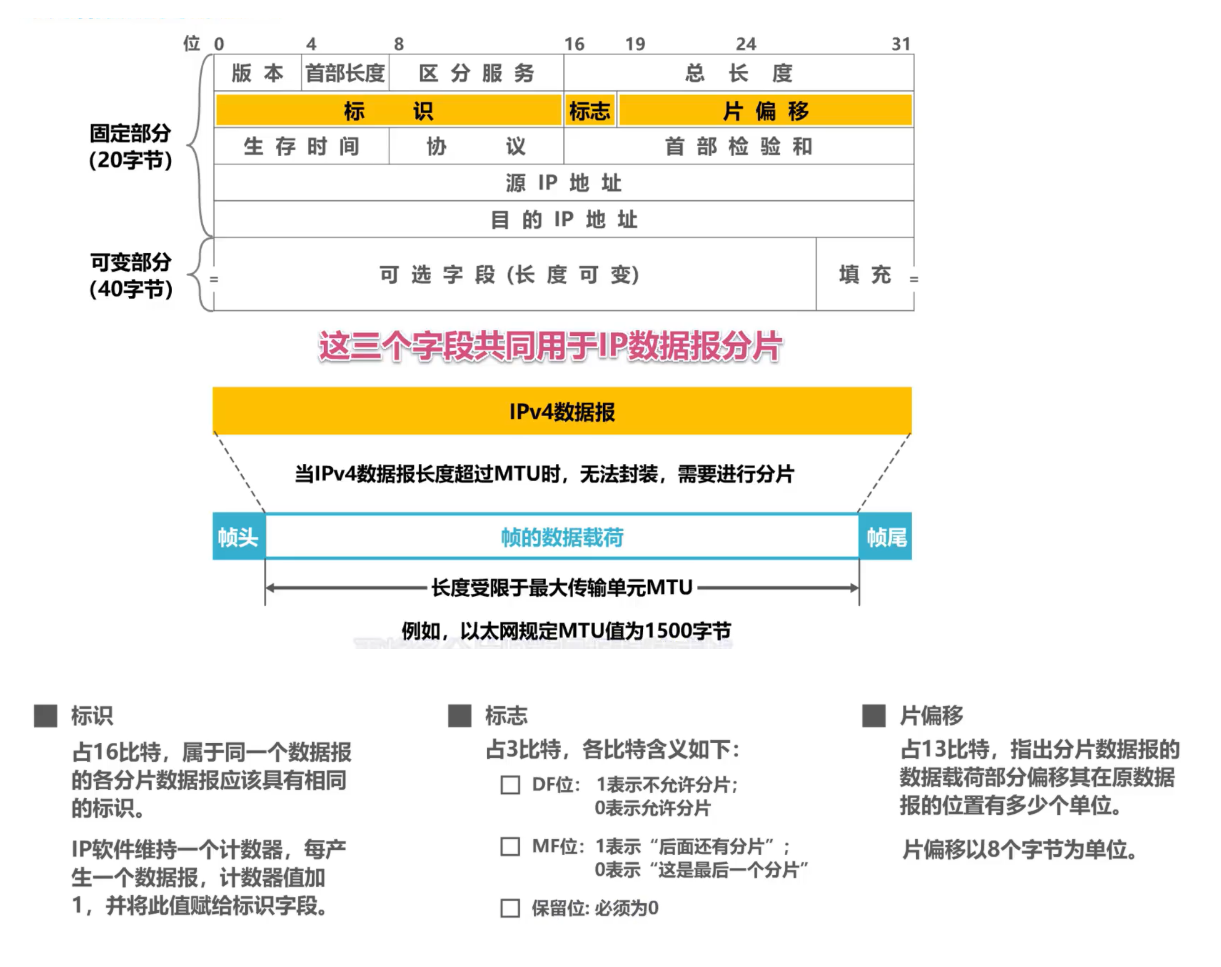 位 0 4 8 16 19 24 31
版 本 首部长度 区 分 服 务 总 长 度
标 识 标志 片 偏 移
固定部分
(20字节)
生 存 时 间 协 议 首 部 检 验 和
源 IP 地 址
目 的 IP 地 址
可变部分
(40字节)
可 选 字 段 (长 度 可 变) 填 充
这三个字段共同用于IP数据报分片
IPv4数据报
当IPv4数据报长度超过MTU时，无法封装，需要进行分片
帧头 帧的数据载荷 帧尾
长度受限于最大传输单元MTU
例如，以太网规定MTU值为1500字节
标识
占16比特，属于同一个数据报
的各分片数据报应该具有相同
的标识。
IP软件维持一个计数器，每产
生一个数据报，计数器值加
1，并将此值赋给标识字段。
标志
占3比特，各比特含义如下：
DF位： 1表示不允许分片；
0表示允许分片
MF位： 1表示“后面还有分片”；
0表示“这是最后一个分片”
保留位: 必须为0
片偏移
占13比特，指出分片数据报的
数据载荷部分偏移其在原数据
报的位置有多少个单位。
片偏移以8个字节为单位。